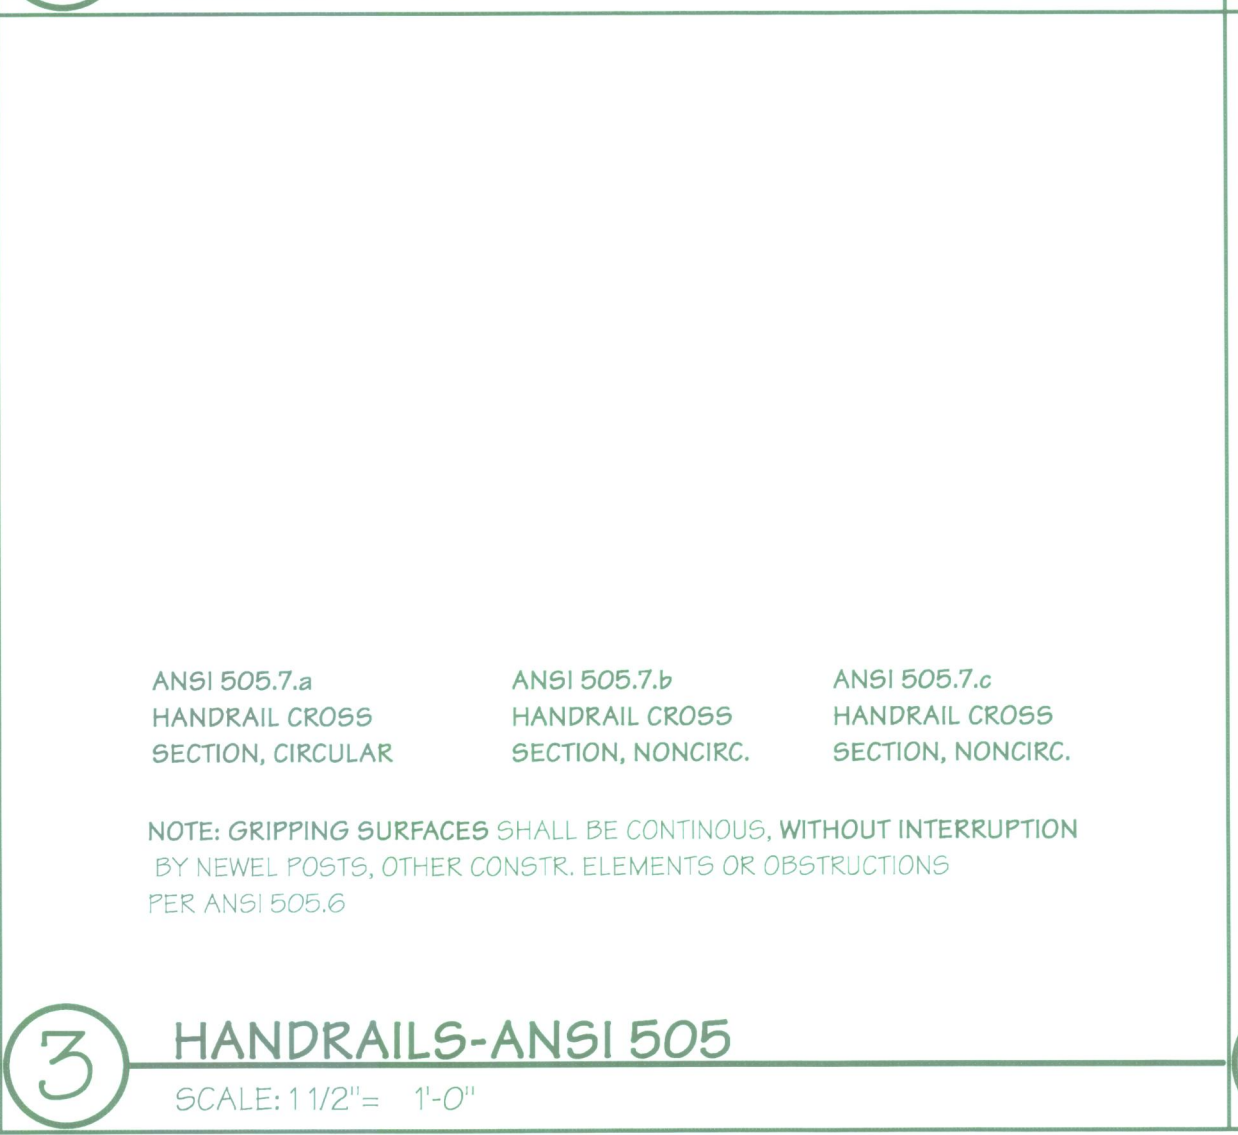 ANSI 505.7.a
HANDRAIL CROSS
SECTION, CIRCULAR
ANSI 505.7.b
HANDRAIL CROSS
SECTION, NONCIRC.
ANSI 505.7.c
HANDRAIL CROSS
SECTION, NONCIRC.
NOTE: GRIPPING SURFACES SHALL BE CONTINOUS, WITHOUT INTERRUPTION
BY NEWEL POSTS, OTHER CONSTR. ELEMENTS OR OBSTRUCTIONS
PER ANSI 505.6
3
HANDRAILS-ANSI 505
SCALE: 1 1/2"= 1'-0"